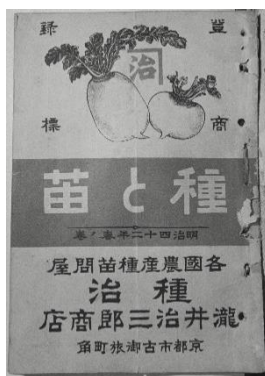 登録
治
商標
種と苗
明治四十二年春ノ巻
各國農産種苗問屋
種治
瀧井治三郎商店
京都市古御旅町角